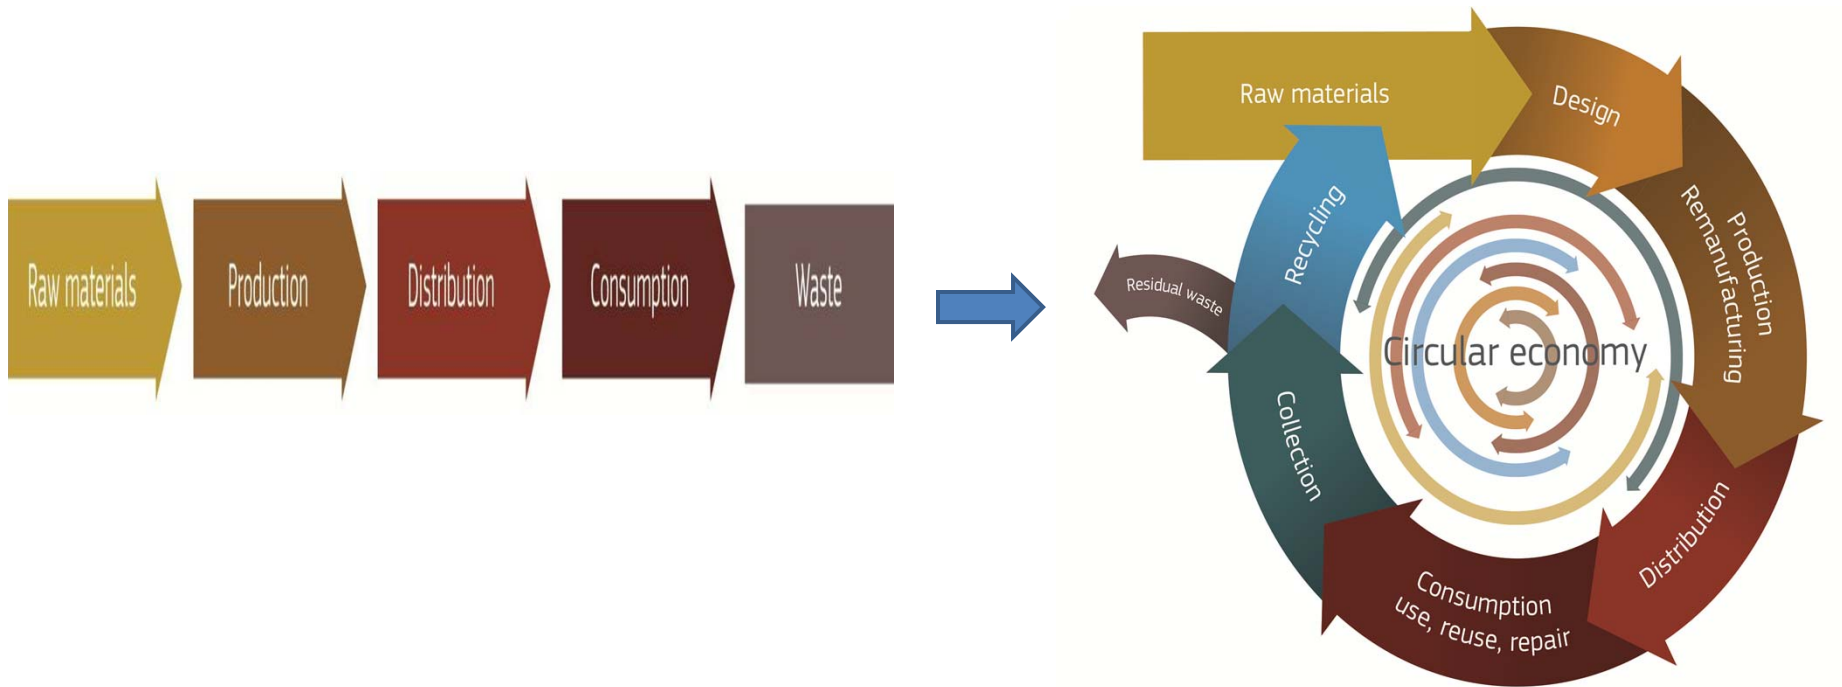 Raw materials
Production
Distribution
Consumption
Waste
Raw materials
Design
Production
Remanufacturing
Distribution
Consumption
use, reuse, repair
Collection
Recycling
Residual waste
Circular economy